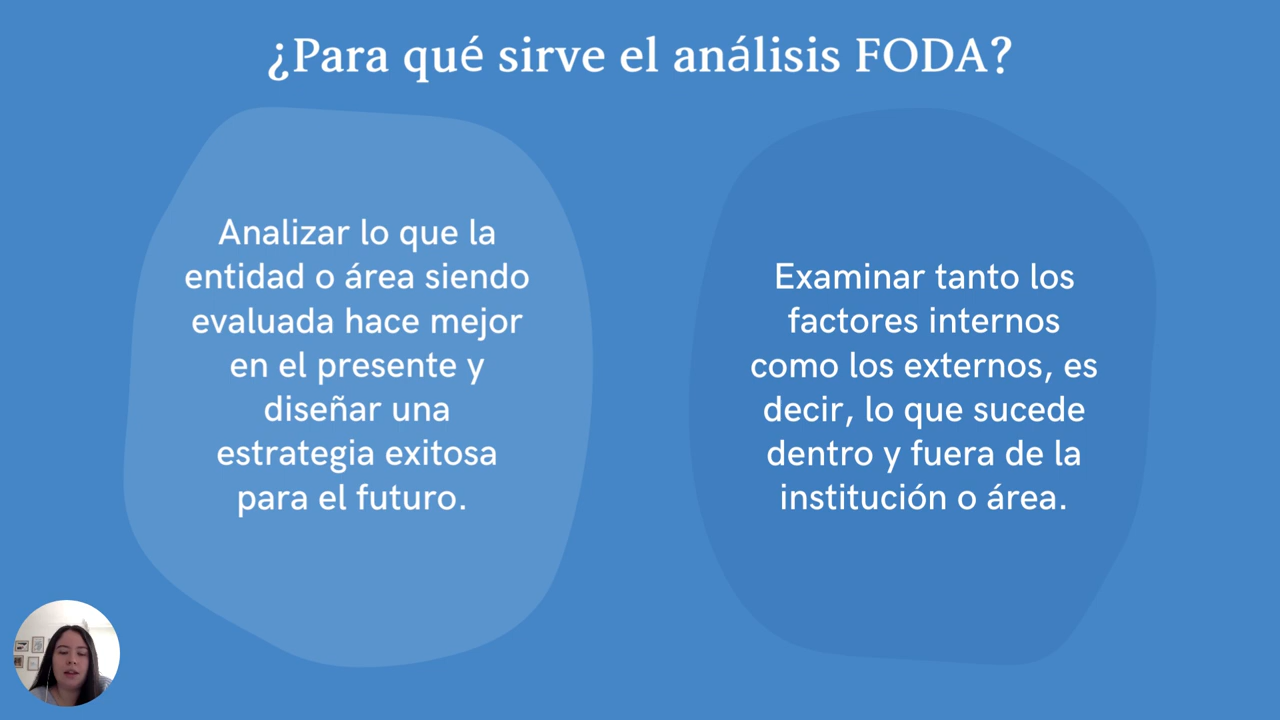 ¿Para qué sirve el análisis FODA?
Analizar lo que la
entidad o área siendo
evaluada hace mejor
en el presente y
diseñar una
estrategia exitosa
para el futuro.
Examinar tanto los
factores internos
como los externos, es
decir, lo que sucede
dentro y fuera de la
institución o área.